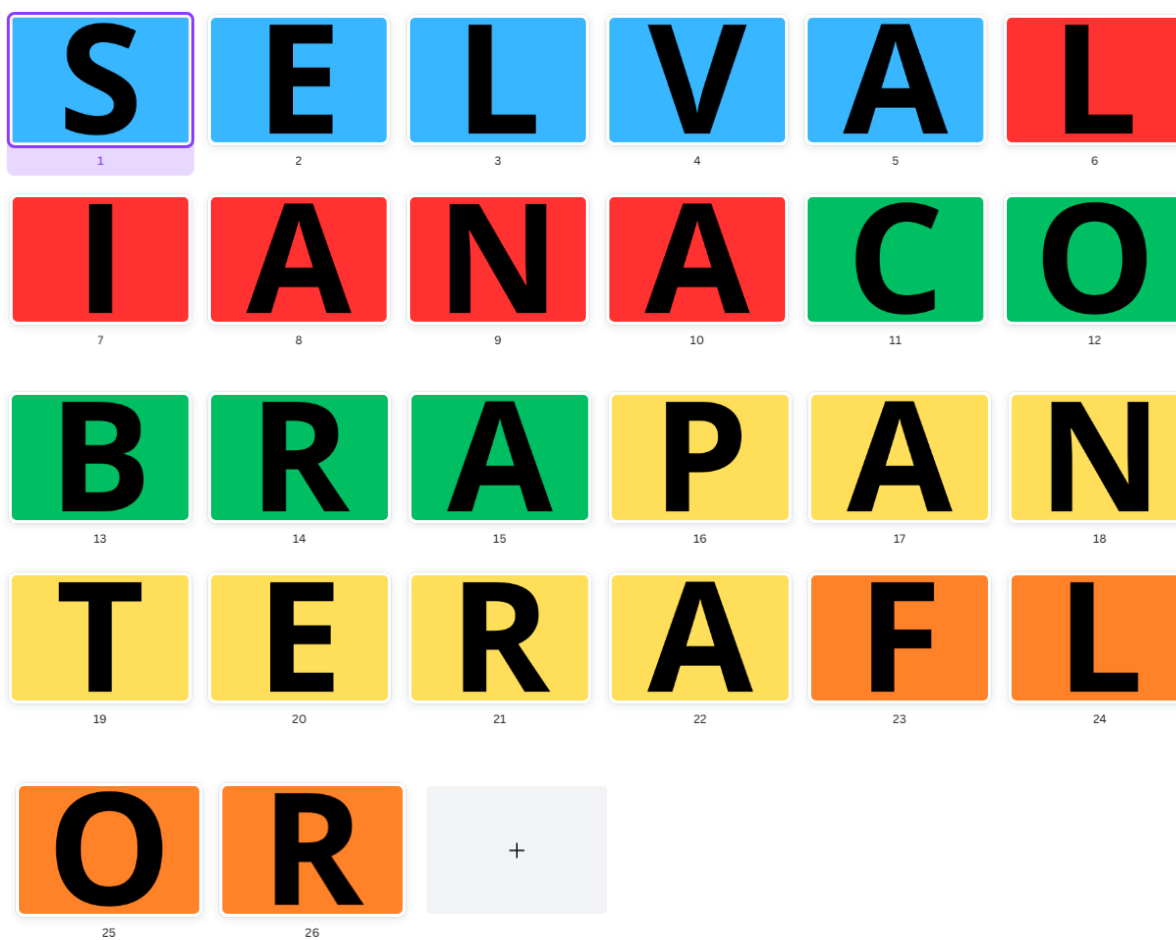 S E L V A L
1 2 3 4 5 6
I A N A C O
7 8 9 10 11 12
B R A P A N
13 14 15 16 17 18
T E R A F L
19 20 21 22 23 24
O R +
25 26